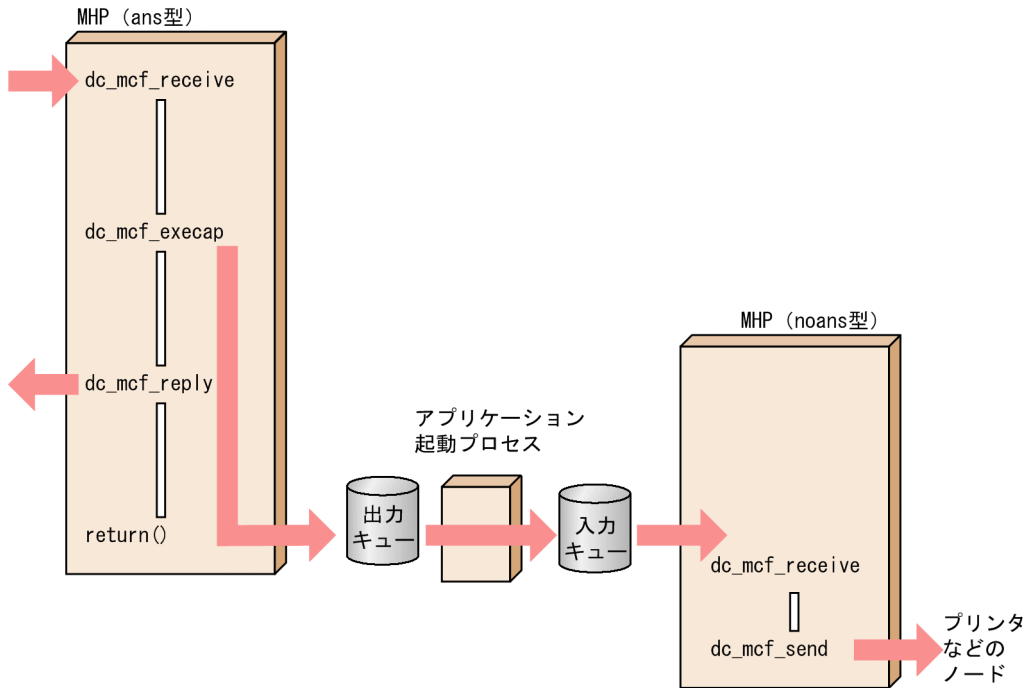 MHP（ans型）
dc_mcf_receive
dc_mcf_execap
dc_mcf_reply
return()
出力
キュー
アプリケーション
起動プロセス
入力
キュー
MHP（noans型）
dc_mcf_receive
dc_mcf_send
プリンタ
などの
ノード